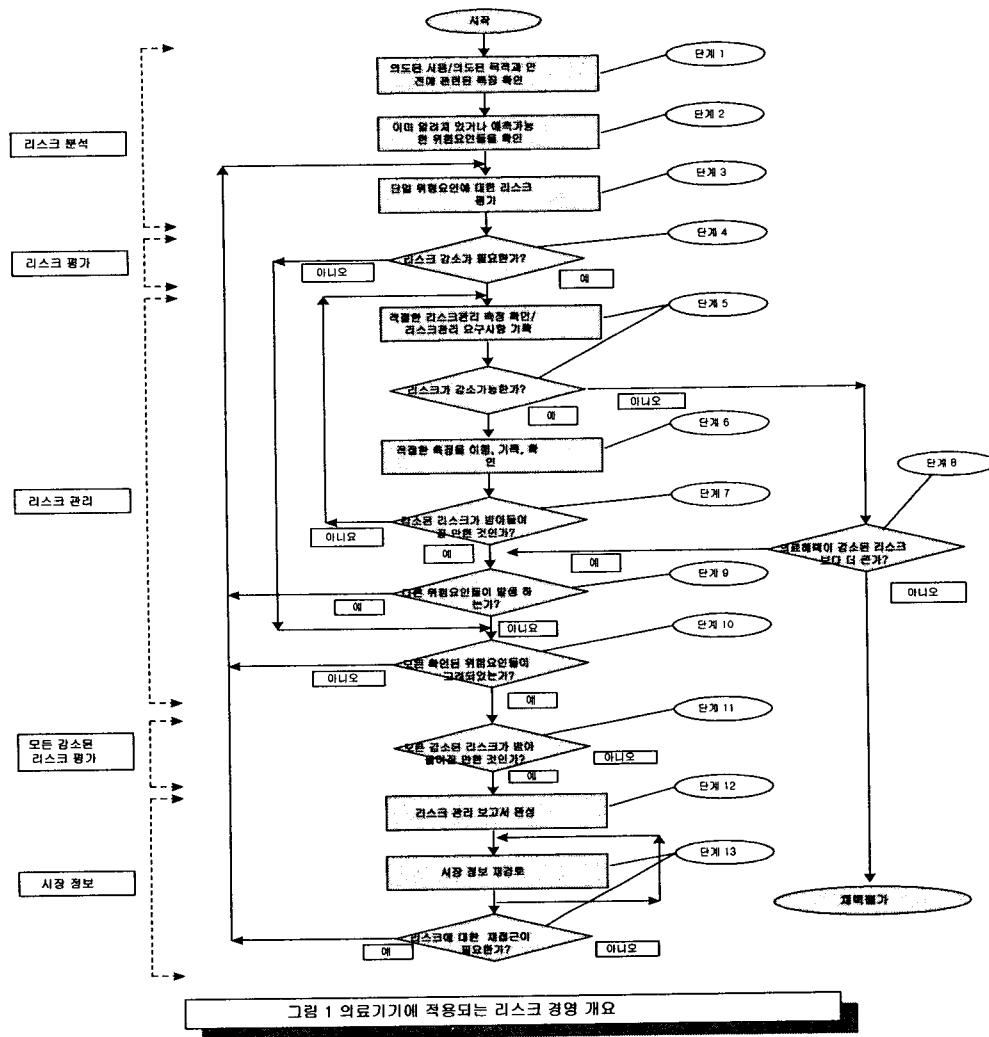 시작
단계 1
의도된 사용/의도된 목적과 안
전에 관련된 특징 확인
단계 2
이미 알려져 있거나 예측가능
한 위험요인들을 확인
리스크 분석
단계 3
단일 위험요인에 대한 리스크
평가
단계 4
리스크 평가
리스크 감소가 필요한가?
아니오
예
단계 5
적절한 리스크관리 측정 확인/
리스크관리 요구사항 기록
리스크가 감소가능한가?
아니오
예
단계 6
적절한 측정을 이행, 기록, 확
인
단계 8
리스크 관리
단계 7
감소된 리스크가 받아들여
질 만한 것인가?
아니요
예
의료혜택이 감소된 리스크
보다 더 큰가?
예
아니오
단계 9
다른 위험요인들이 발생 하
는가?
예
아니요
단계 10
모든 확인된 위험요인들이
고려되었는가?
아니오
예
단계 11
모든 감소된
리스크 평가
모든 감소된 리스크가 받아
들여질 만한 것인가?
아니오
예
단계 12
리스크 관리 보고서 완성
단계 13
시장 정보
시장 정보 재검토
채택불가
리스크에 대한 재접근이
필요한가?
예
아니오
그림 1 의료기기에 적용되는 리스크 경영 개요